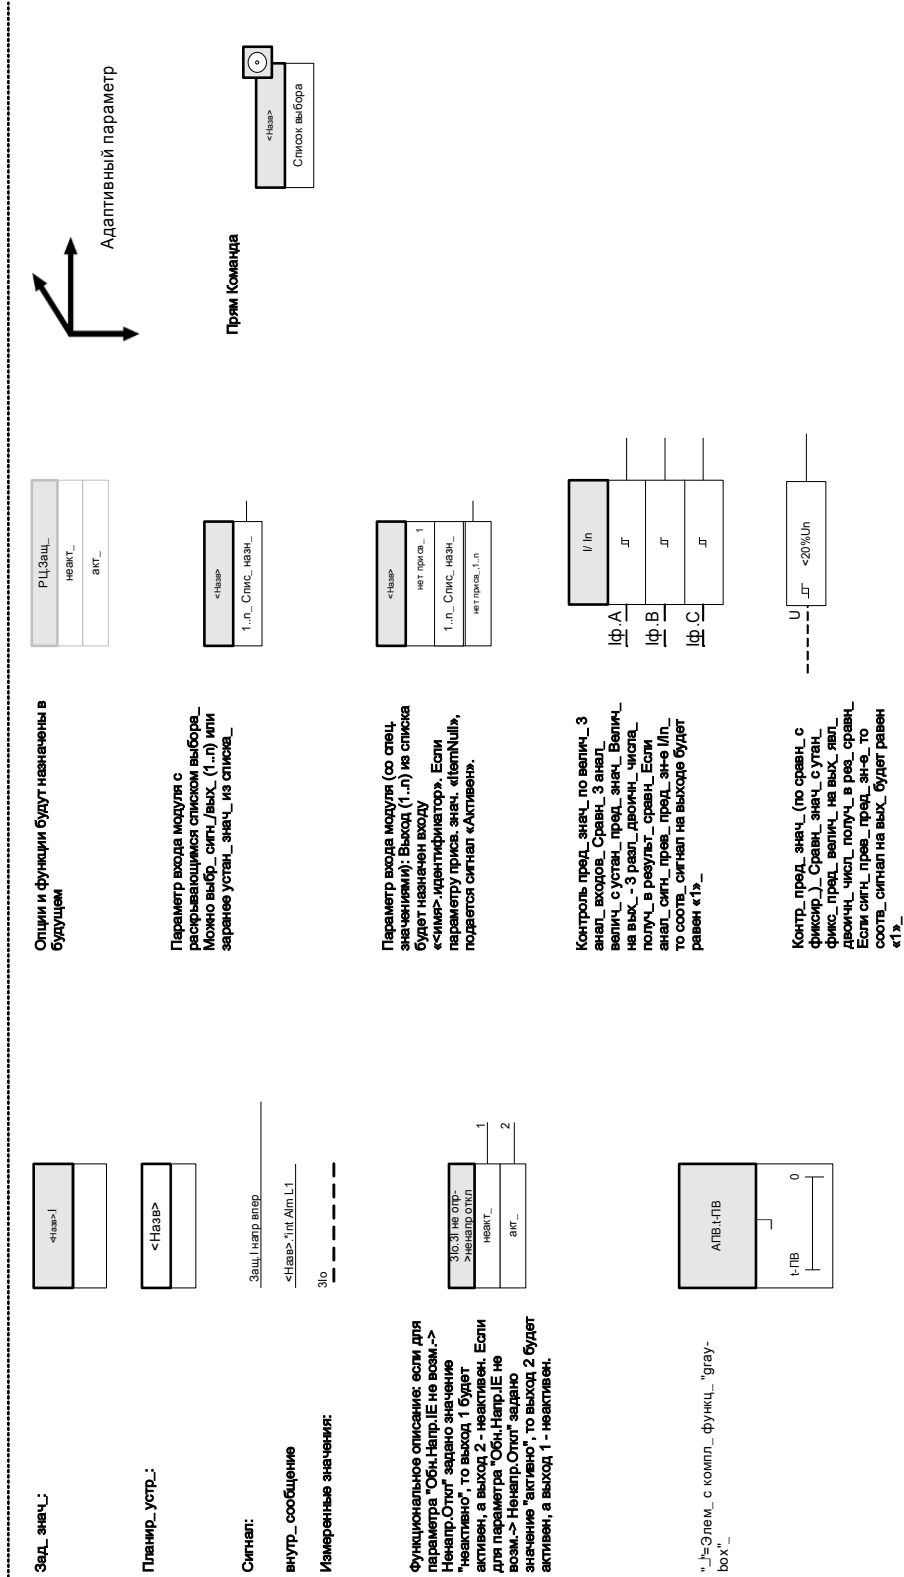 Зад_ знач_:
<Назв>.I
Планир_ устр_:
<Назв>
Сигнал:
Защ.I напр впер
внутр_ сообщение
<Назв>.*int Alm L1
Измеренные значения:
3Io
Функциональное описание: если для
параметра "Обн.Напр.IE не возм.->
Ненапр.Откл" задано значение
"неактивно", то выход 1 будет
активен, а выход 2 - неактивен. Если
для параметра "Обн.Напр.IE не
возм.-> Ненапр.Откл" задано
значение "активно", то выход 2 будет
активен, а выход 1 - неактивен.
3Io.3I не опр-
>ненапр откл
неакт_
1
акт_
2
"_|"=Элем_ с компл_ функц_ "gray-
box"_
АПВ.t-ПВ
t-ПВ
0
Опции и функции будут назначены в
будущем
РЦ.Защ_
неакт_
акт_
Параметр входа модуля с
раскрывающимся списком выбора_
Можно выбр_ сигн_/вых_ (1..n) или
заранее устан_ знач_ из списка_
<Назв>
1..n_ Спис_ назн_
Параметр входа модуля (со спец.
значениями): Выход (1..n) из списка
будет назначен входу
«<имя>.идентификатор». Если
параметру присв. знач. «ItemNull»,
подается сигнал «Активен».
<Назв>
нет присв_ 1
1..n_ Спис_ назн_
нет присв_,1..n
Контроль пред_ знач_ по велич_ 3
анал_ входов_ Сравн_ 3 анал_
велич_ с устан_ пред_ знач_ Велич_
на вых_ - 3 разл_ двоичн_ числа_
получ_ в результ_ сравн_ Если
анал_ сигн_ прев_ пред_ зн-е I/In_
то соотв_ сигнал на выходе будет
равен «1»_
I/ In
Iф.A
Iф.B
Iф.C
Контр_ пред_ знач_ (по сравн_ с
фиксир_)_ Сравн_ знач_ с утан_
фикс_ пред_ велич_ на вых_ явл_
двоичн_ числ_ получ_ в рез_ сравн_
Если сигн_ прев_ пред_ зн-е_ то
соотв_ сигнал на вых_ будет равен
«1»_
U
<20%Un
Адаптивный параметр
Прям Команда
<Назв>
Список выбора